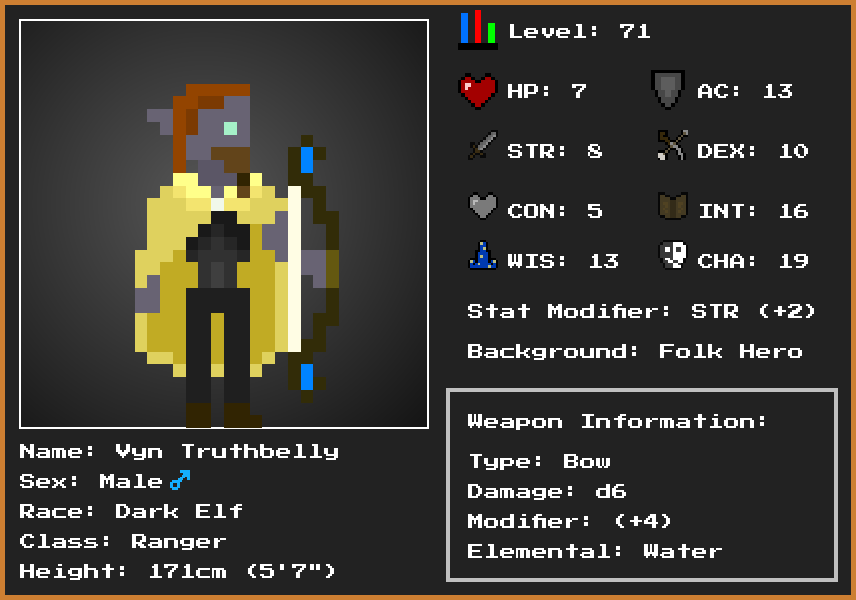 Level: 71
HP: 7 AC: 13
STR: 8 DEX: 10
CON: 5 INT: 16
WIS: 13 CHA: 19
Stat Modifier: STR (+2)
Background: Folk Hero
Weapon Information:
Type: Bow
Damage: d6
Modifier: (+4)
Elemental: Water
Name: Vyn Truthbelly
Sex: Male ♂
Race: Dark Elf
Class: Ranger
Height: 171cm (5'7")